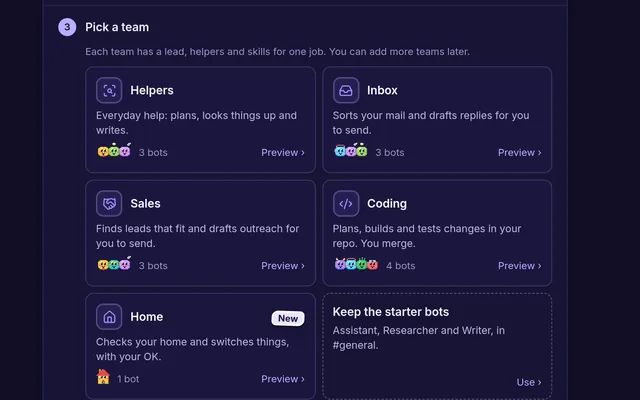 3 Pick a team
Each team has a lead, helpers and skills for one job. You can add more teams later.
Helpers
Everyday help: plans, looks things up and
writes.
3 bots Preview ›
Inbox
Sorts your mail and drafts replies for you
to send.
3 bots Preview ›
Sales
Finds leads that fit and drafts outreach for
you to send.
3 bots Preview ›
Coding
Plans, builds and tests changes in your
repo. You merge.
4 bots Preview ›
Home New
Checks your home and switches things,
with your OK.
1 bot Preview ›
Keep the starter bots
Assistant, Researcher and Writer, in
#general.
Use ›